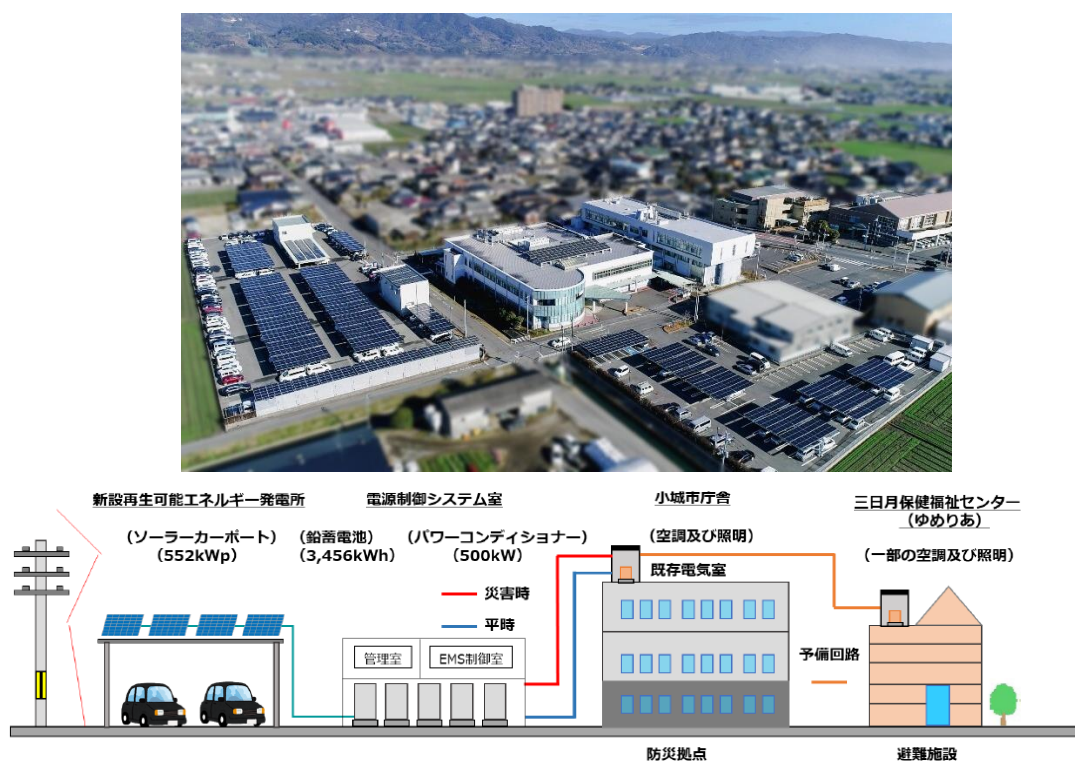 新設再生可能エネルギー発電所
電源制御システム室
小城市庁舎
三日月保健福祉センター
（ゆめりあ）
（ソーラーカーポート）
（552kWp）
（鉛蓄電池）
（3,456kWh）
（パワーコンディショナー）
（500kW）
（空調及び照明）
（一部の空調及び照明）
既存電気室
災害時
平時
管理室
EMS制御室
予備回路
防災拠点
避難施設